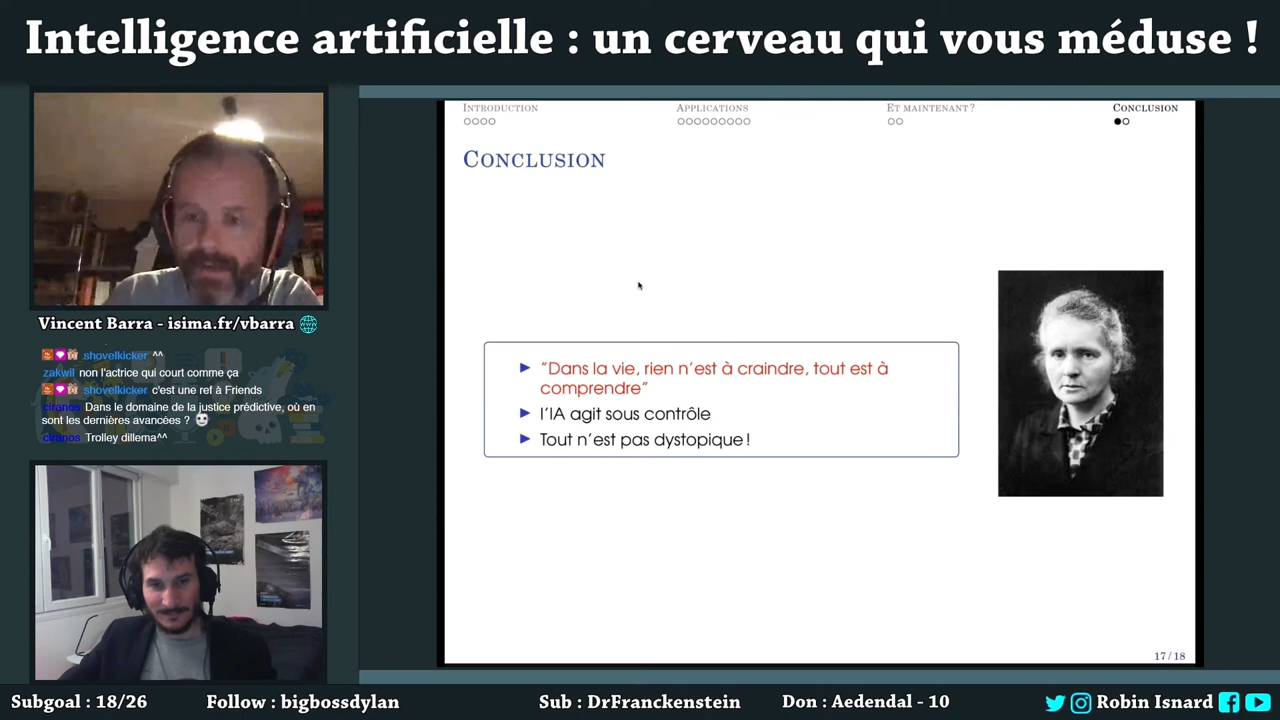 Intelligence artificielle : un cerveau qui vous méduse !
Vincent Barra - isima.fr/vbarra
shovelkicker ^^
zakwil non l'actrice qui court comme ça
shovelkicker c'est une ref à Friends
ciranos Dans le domaine de la justice prédictive, où en
sont les dernières avancées ?
ciranos Trolley dillema^^
INTRODUCTION
APPLICATIONS
ET MAINTENANT?
CONCLUSION
CONCLUSION
"Dans la vie, rien n'est à craindre, tout est à
comprendre"
l'IA agit sous contrôle
Tout n'est pas dystopique !
17 / 18
Subgoal : 18/26
Follow : bigbossdylan
Sub : DrFranckenstein
Don : Aedendal - 10
Robin Isnard